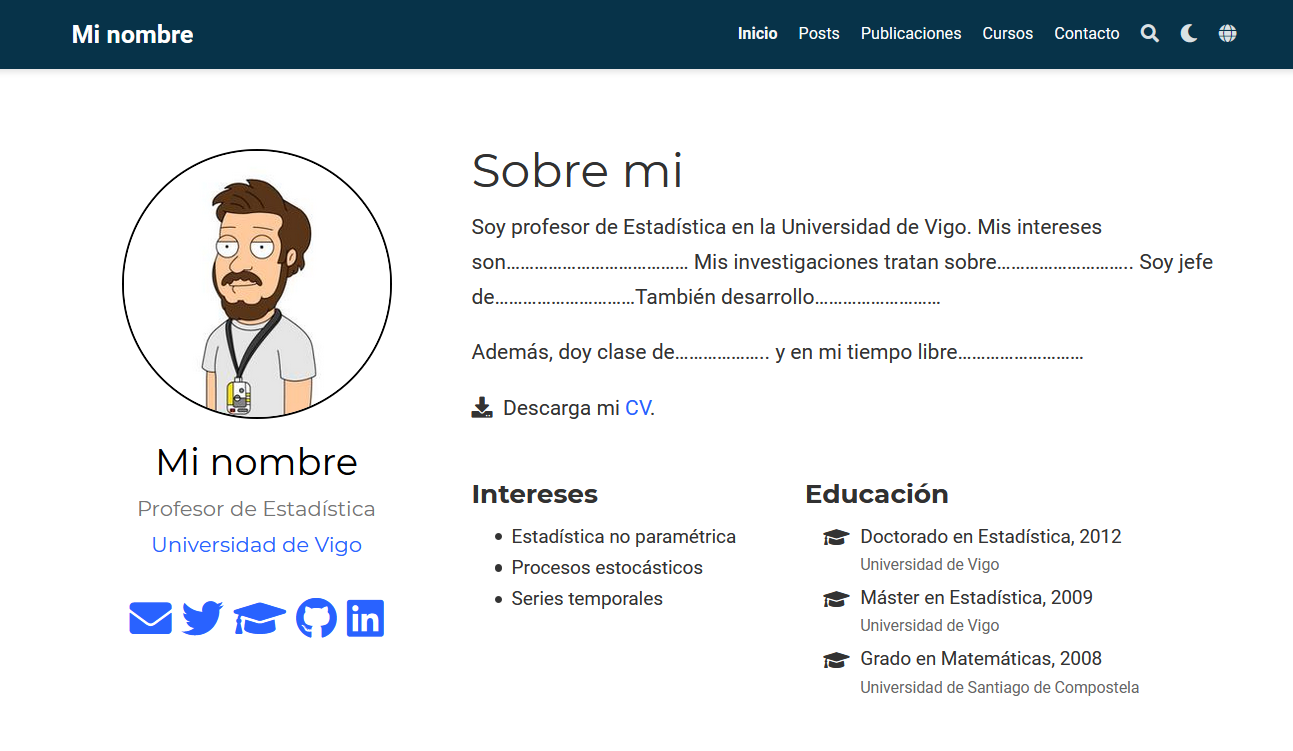 Mi nombre
Inicio Posts Publicaciones Cursos Contacto
Sobre mi
Soy profesor de Estadística en la Universidad de Vigo. Mis intereses
son………………………………… Mis investigaciones tratan sobre……………………….. Soy jefe
de…………………………También desarrollo………………………
Además, doy clase de……………….. y en mi tiempo libre………………………
Descarga mi CV.
Mi nombre
Profesor de Estadística
Universidad de Vigo
Intereses
Estadística no paramétrica
Procesos estocásticos
Series temporales
Educación
Doctorado en Estadística, 2012
Universidad de Vigo
Máster en Estadística, 2009
Universidad de Vigo
Grado en Matemáticas, 2008
Universidad de Santiago de Compostela